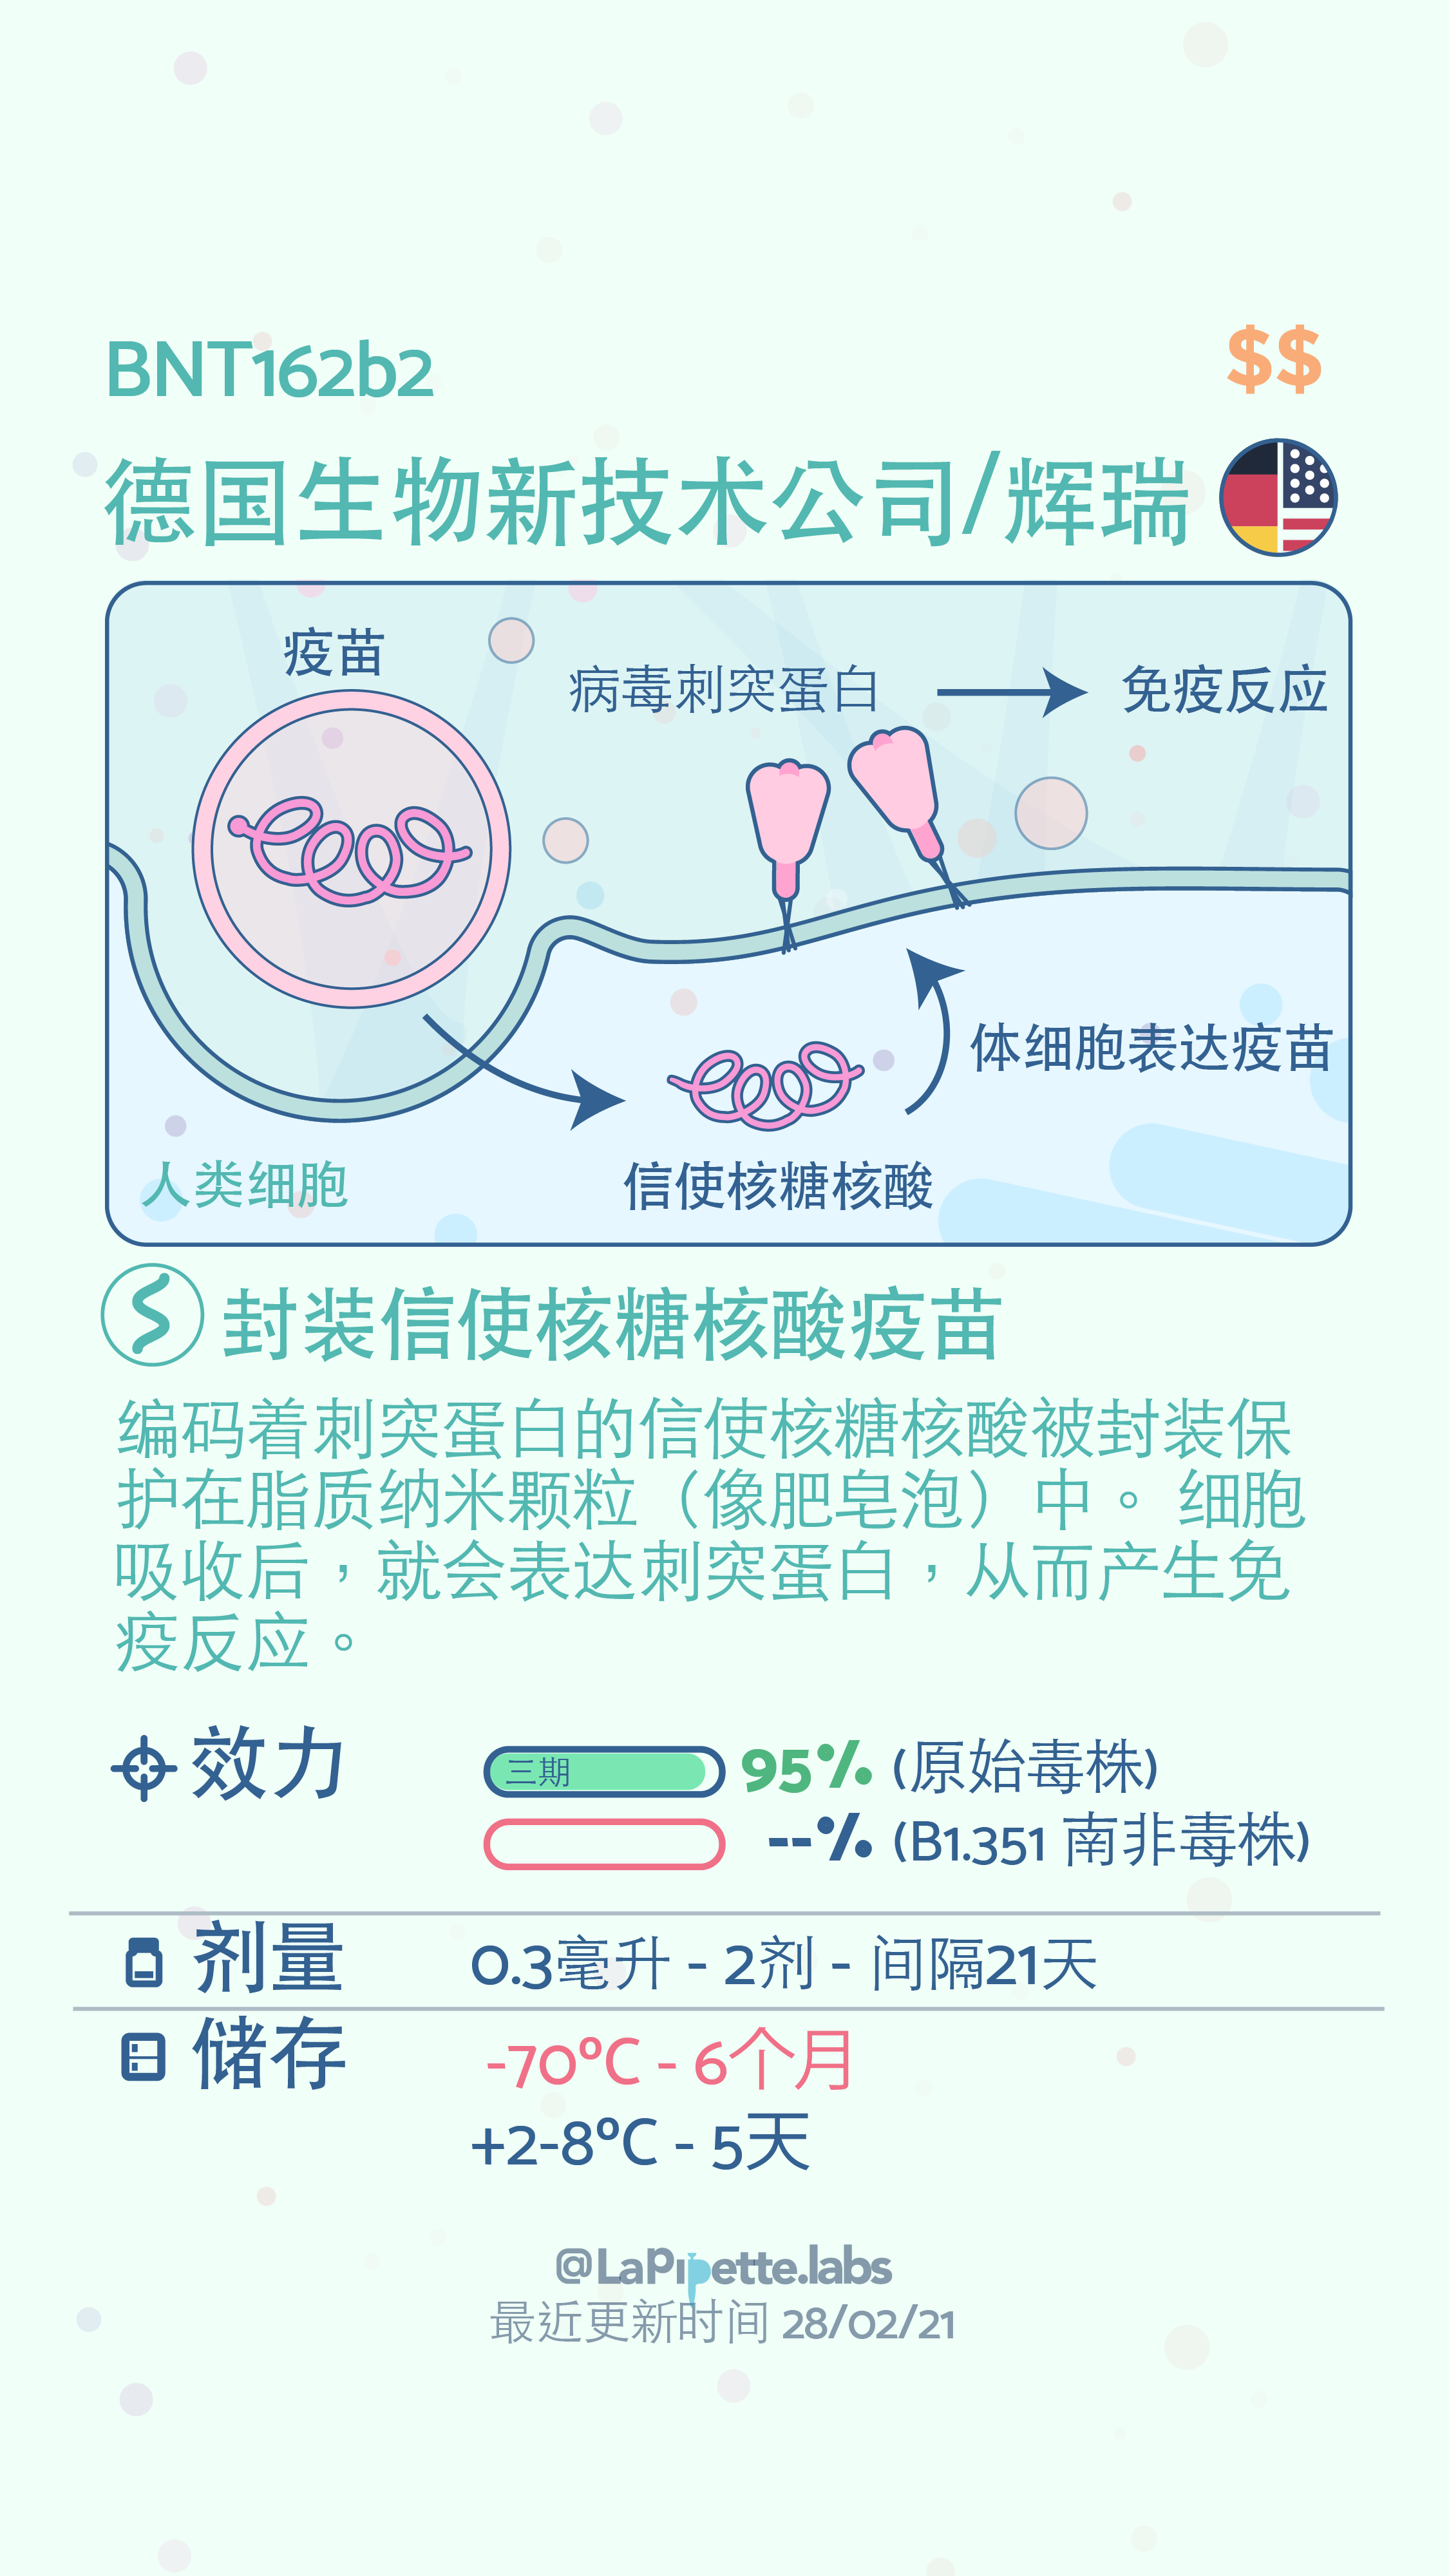 BNT162b2
$$
德国生物新技术公司/辉瑞
疫苗
病毒刺突蛋白
免疫反应
体细胞表达疫苗
人类细胞
信使核糖核酸
封装信使核糖核酸疫苗
编码着刺突蛋白的信使核糖核酸被封装保
护在脂质纳米颗粒（像肥皂泡）中。细胞
吸收后，就会表达刺突蛋白，从而产生免
疫反应。
效力
三期
95% (原始毒株)
--% (B1.351 南非毒株)
剂量
0.3毫升 - 2剂 - 间隔21天
储存
-70°C - 6个月
+2-8°C - 5天
@LaPipette.labs
最近更新时间 28/02/21